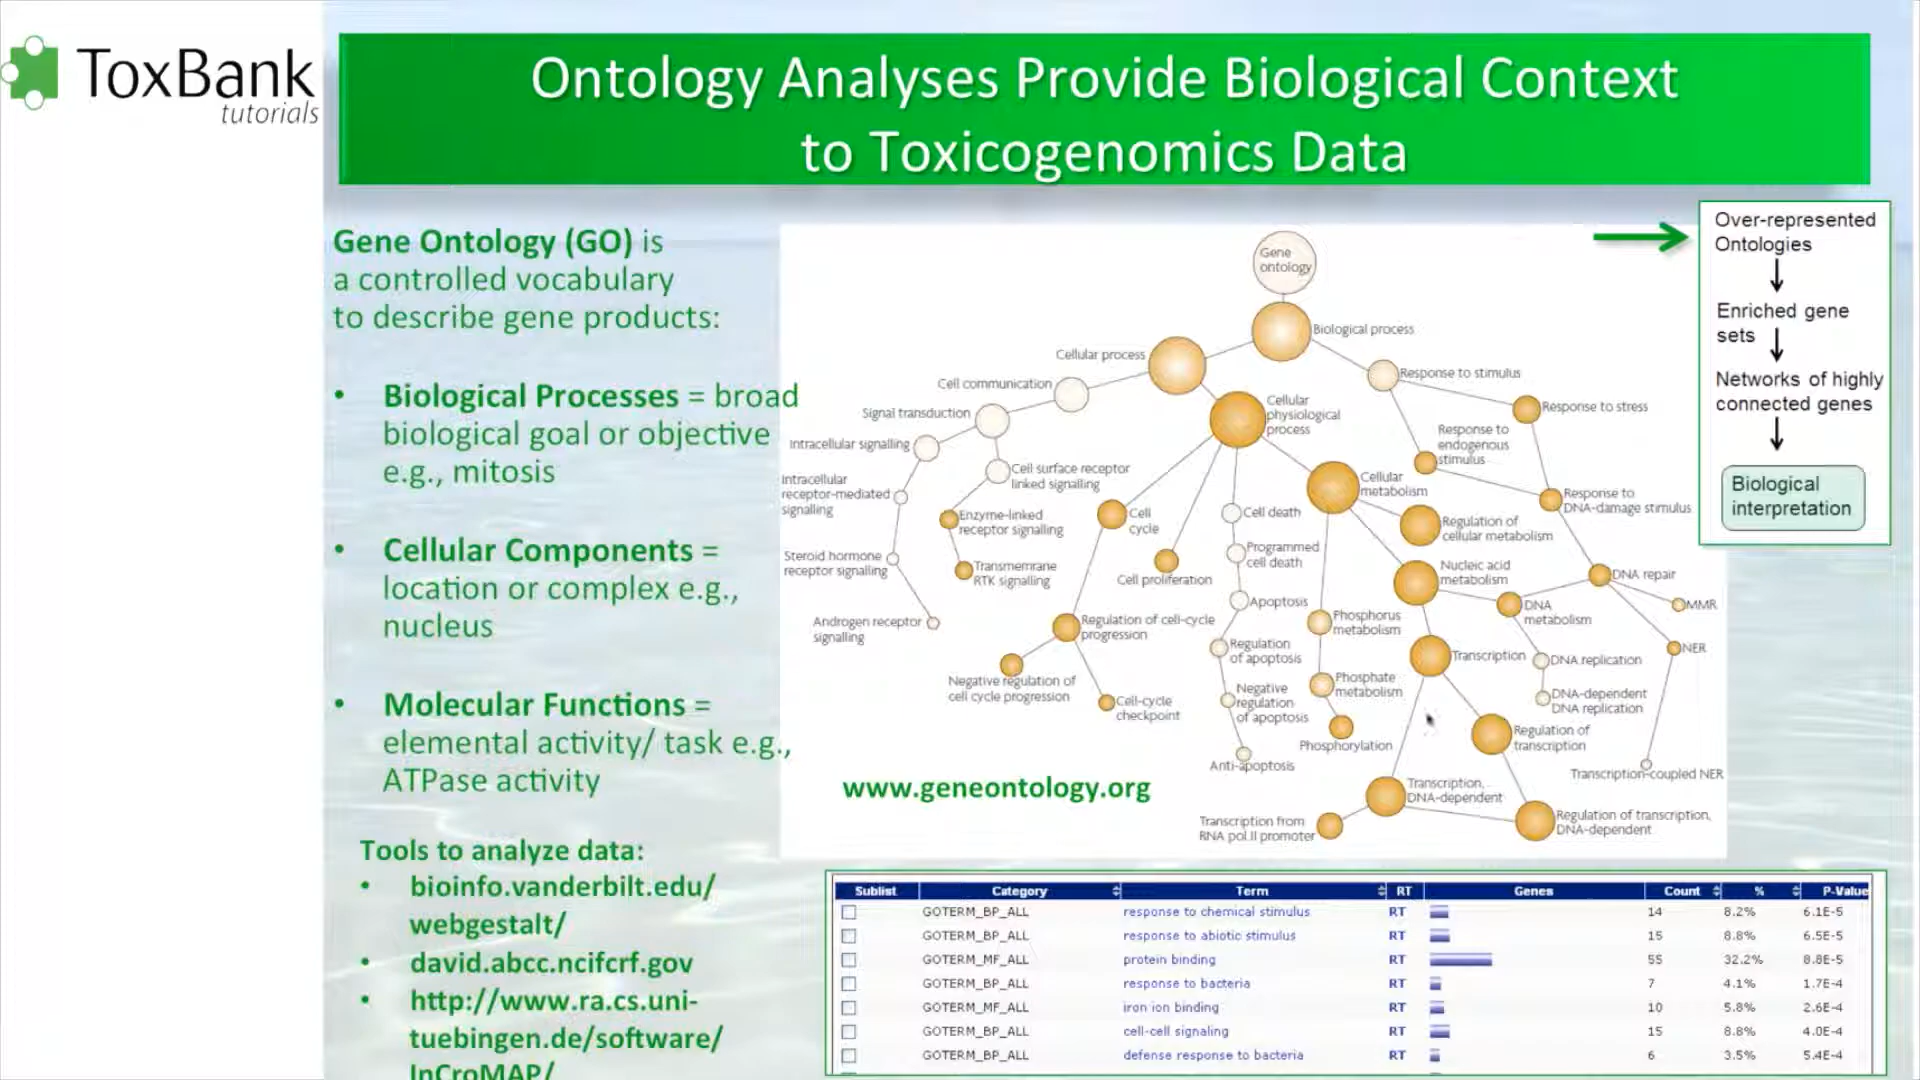 ToxBank
tutorials
Ontology Analyses Provide Biological Context
to Toxicogenomics Data
Gene Ontology (GO) is
a controlled vocabulary
to describe gene products:
• Biological Processes = broad
biological goal or objective
e.g., mitosis
• Cellular Components =
location or complex e.g.,
nucleus
• Molecular Functions =
elemental activity/ task e.g.,
ATPase activity
Tools to analyze data:
• bioinfo.vanderbilt.edu/
webgestalt/
• david.abcc.ncifcrf.gov
• http://www.ra.cs.uni-
tuebingen.de/software/
InCroMAP/
Gene
ontology
Biological process
Cellular process
Cell communication
Signal transduction
Intracellular signalling
Intracellular
receptor-mediated
signalling
Steroid hormone
receptor signalling
Androgen receptor
signalling
Cell surface receptor
linked signalling
Enzyme-linked
receptor signalling
Transmemrane
RTK signalling
Cellular
physiological
process
Cell
cycle
Cell proliferation
Regulation of cell-cycle
progression
Negative regulation of
cell cycle progression
Cell-cycle
checkpoint
Cell death
Programmed
cell death
Apoptosis
Regulation
of apoptosis
Negative
regulation
of apoptosis
Anti-apoptosis
Cellular
metabolism
Regulation of
cellular metabolism
Phosphorus
metabolism
Phosphate
metabolism
Phosphorylation
Nucleic acid
metabolism
Transcription
Regulation of
transcription
Transcription,
DNA-dependent
Transcription from
RNA pol II promoter
Regulation of transcription,
DNA-dependent
Response to stimulus
Response to stress
Response to
endogenous
stimulus
Response to
DNA-damage stimulus
DNA repair
DNA
metabolism
DNA replication
DNA-dependent
DNA replication
MMR
NER
Transcription-coupled NER
www.geneontology.org
Over-represented
Ontologies
Enriched gene
sets
Networks of highly
connected genes
Biological
interpretation
Sublist Category Term RT Genes Count % P-Value
GOTERM_BP_ALL response to chemical stimulus RT 14 8.2% 6.1E-5
GOTERM_BP_ALL response to abiotic stimulus RT 15 8.8% 6.5E-5
GOTERM_MF_ALL protein binding RT 55 32.2% 8.8E-5
GOTERM_BP_ALL response to bacteria RT 7 4.1% 1.7E-4
GOTERM_MF_ALL iron ion binding RT 10 5.8% 2.6E-4
GOTERM_BP_ALL cell-cell signaling RT 15 8.8% 4.0E-4
GOTERM_BP_ALL defense response to bacteria RT 6 3.5% 5.4E-4